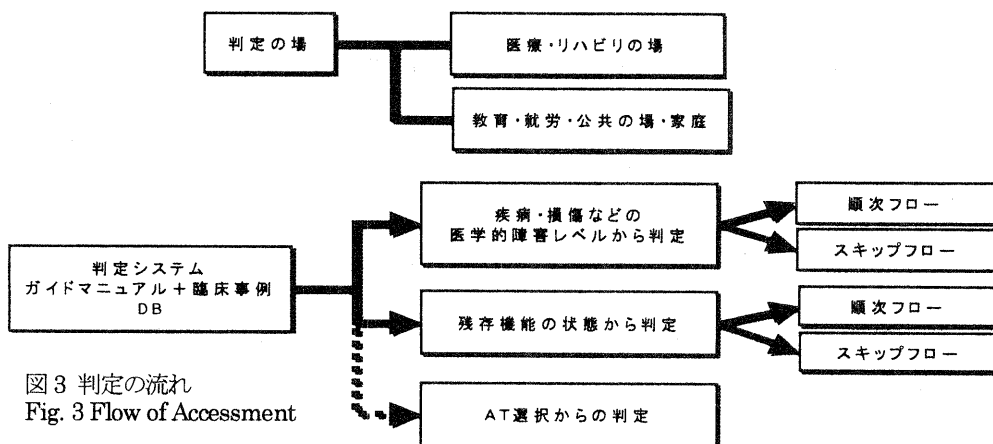 判定の場
医療・リハビリの場
教育・就労・公共の場・家庭
疾病・損傷などの
医学的障害レベルから判定
順次フロー
スキップフロー
判定システム
ガイドマニュアル＋臨床事例
DB
残存機能の状態から判定
順次フロー
スキップフロー
AT選択からの判定
図3 判定の流れ
Fig. 3 Flow of Accessment